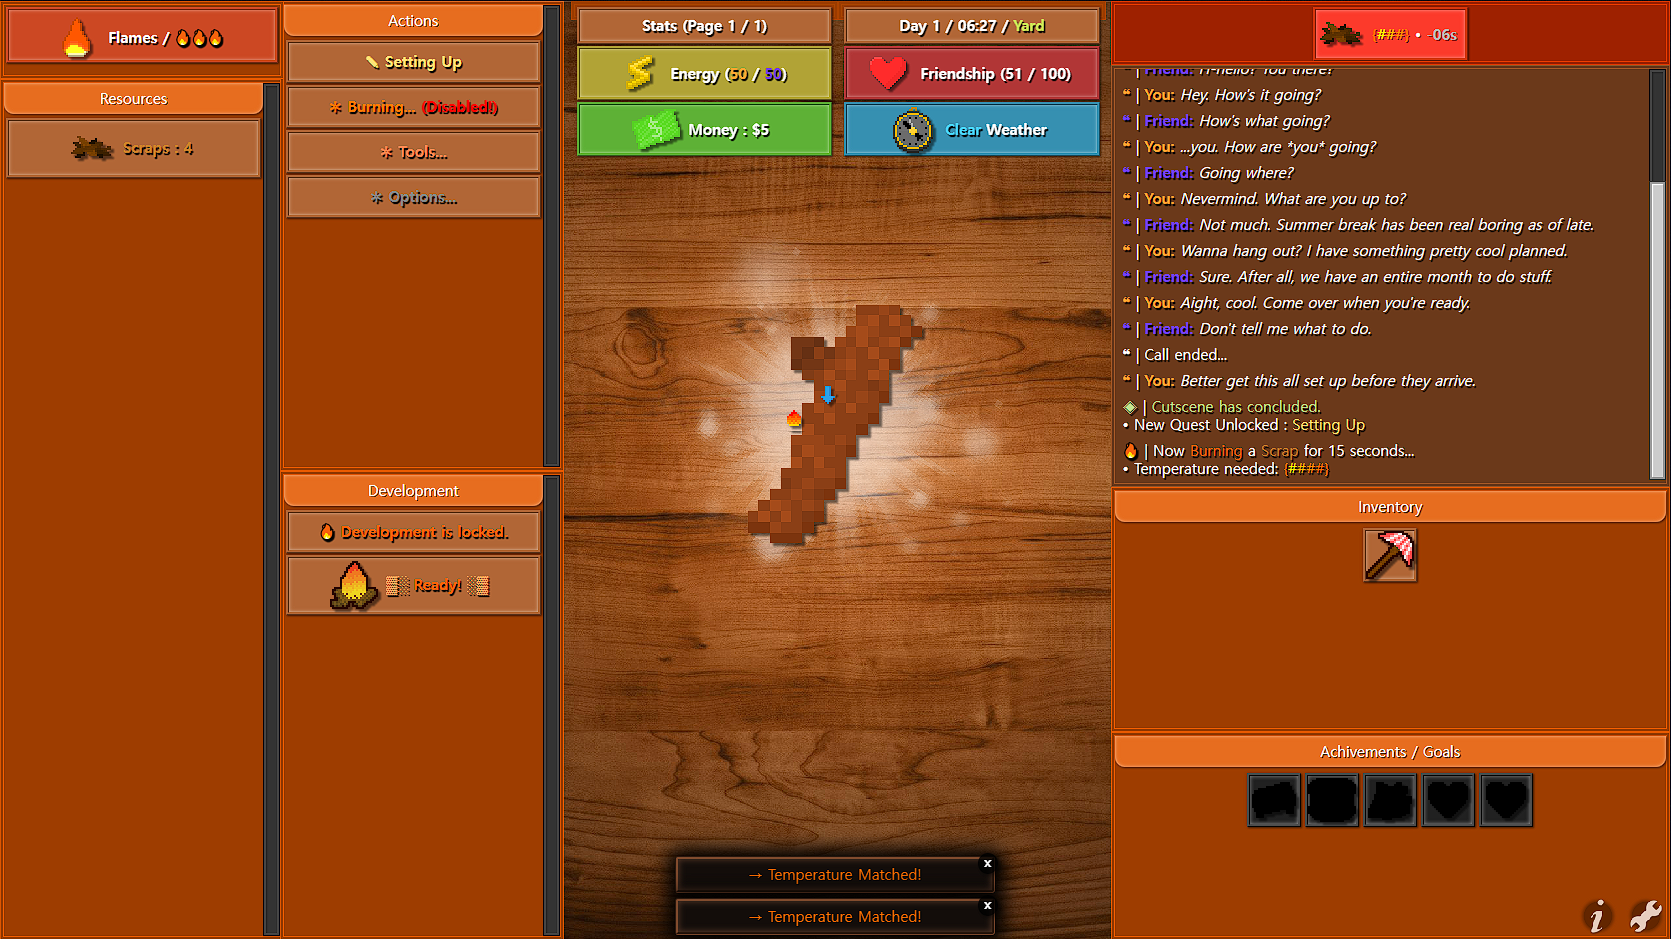 Flames /
Resources
Scraps : 4
Actions
Setting Up
Burning... (Disabled!)
Tools...
Options...
Development
Development is locked.
Ready!
Stats (Page 1 / 1)
Day 1 / 06:27 / Yard
Energy (50 / 50)
Friendship (51 / 100)
Money : $5
Clear Weather
→ Temperature Matched!
x
→ Temperature Matched!
x
{###} • -06s
❝ | Friend: H-hello? You there?
❝ | You: Hey. How's it going?
❝ | Friend: How's what going?
❝ | You: ...you. How are *you* going?
❝ | Friend: Going where?
❝ | You: Nevermind. What are you up to?
❝ | Friend: Not much. Summer break has been real boring as of late.
❝ | You: Wanna hang out? I have something pretty cool planned.
❝ | Friend: Sure. After all, we have an entire month to do stuff.
❝ | You: Aight, cool. Come over when you're ready.
❝ | Friend: Don't tell me what to do.
❝ | Call ended...
❝ | You: Better get this all set up before they arrive.
| Cutscene has concluded.
• New Quest Unlocked : Setting Up
| Now Burning a Scrap for 15 seconds...
• Temperature needed: {####}
Inventory
Achivements / Goals